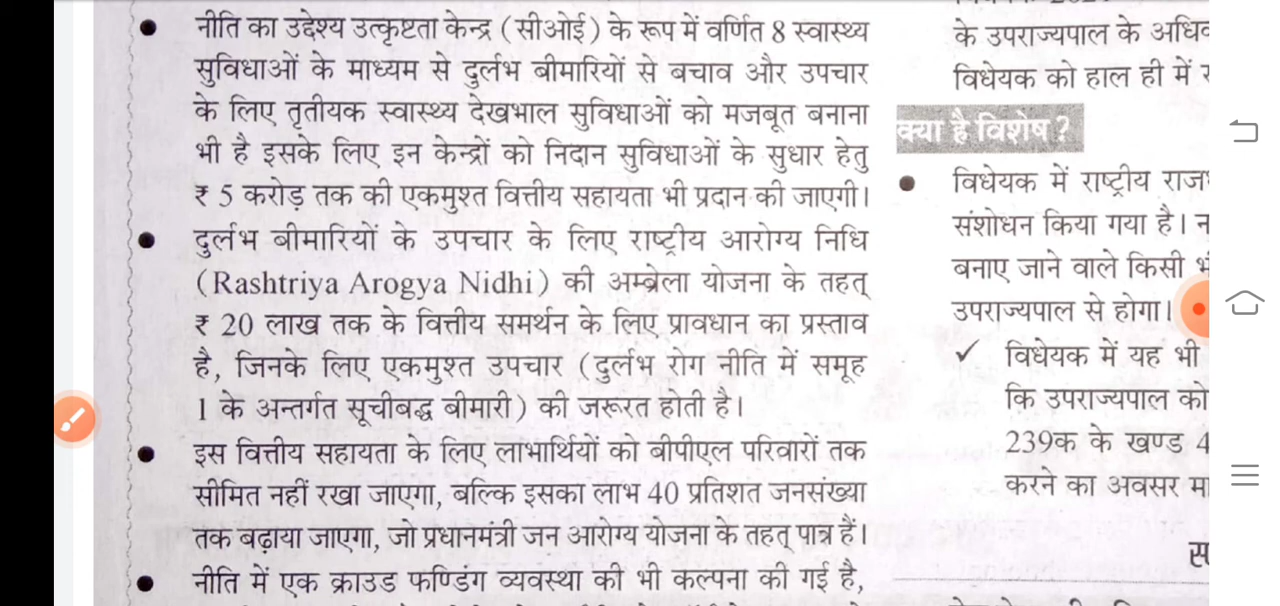 नीति का उद्देश्य उत्कृष्टता केन्द्र (सीओई) के रूप में वर्णित 8 स्वास्थ्य
सुविधाओं के माध्यम से दुर्लभ बीमारियों से बचाव और उपचार
के लिए तृतीयक स्वास्थ्य देखभाल सुविधाओं को मजबूत बनाना
भी है इसके लिए इन केन्द्रों को निदान सुविधाओं के सुधार हेतु
₹ 5 करोड़ तक की एकमुश्त वित्तीय सहायता भी प्रदान की जाएगी।
दुर्लभ बीमारियों के उपचार के लिए राष्ट्रीय आरोग्य निधि
(Rashtriya Arogya Nidhi) की अम्ब्रेला योजना के तहत्
₹ 20 लाख तक के वित्तीय समर्थन के लिए प्रावधान का प्रस्ताव
है, जिनके लिए एकमुश्त उपचार (दुर्लभ रोग नीति में समूह
1 के अन्तर्गत सूचीबद्ध बीमारी) की जरूरत होती है।
इस वित्तीय सहायता के लिए लाभार्थियों को बीपीएल परिवारों तक
सीमित नहीं रखा जाएगा, बल्कि इसका लाभ 40 प्रतिशत जनसंख्या
तक बढ़ाया जाएगा, जो प्रधानमंत्री जन आरोग्य योजना के तहत् पात्र हैं।
नीति में एक क्राउड फण्डिंग व्यवस्था की भी कल्पना की गई है,
के उपराज्यपाल के
विधेयक को हाल ही में
क्या है विशेष?
विधेयक में राष्ट्रीय
संशोधन किया गया है।
बनाए जाने वाले किसी
उपराज्यपाल से होगा।
✓ विधेयक में यह भी
कि उपराज्यपाल को
239क के खण्ड 4
करने का अवसर